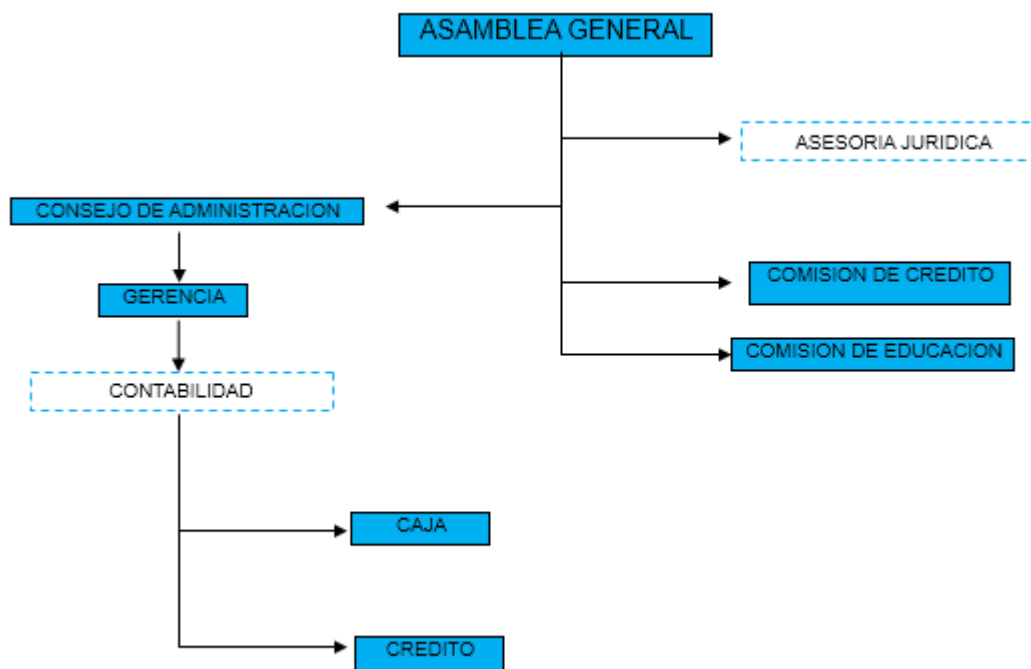 ASAMBLEA GENERAL
ASESORIA JURIDICA
CONSEJO DE ADMINISTRACION
COMISION DE CREDITO
GERENCIA
COMISION DE EDUCACION
CONTABILIDAD
CAJA
CREDITO